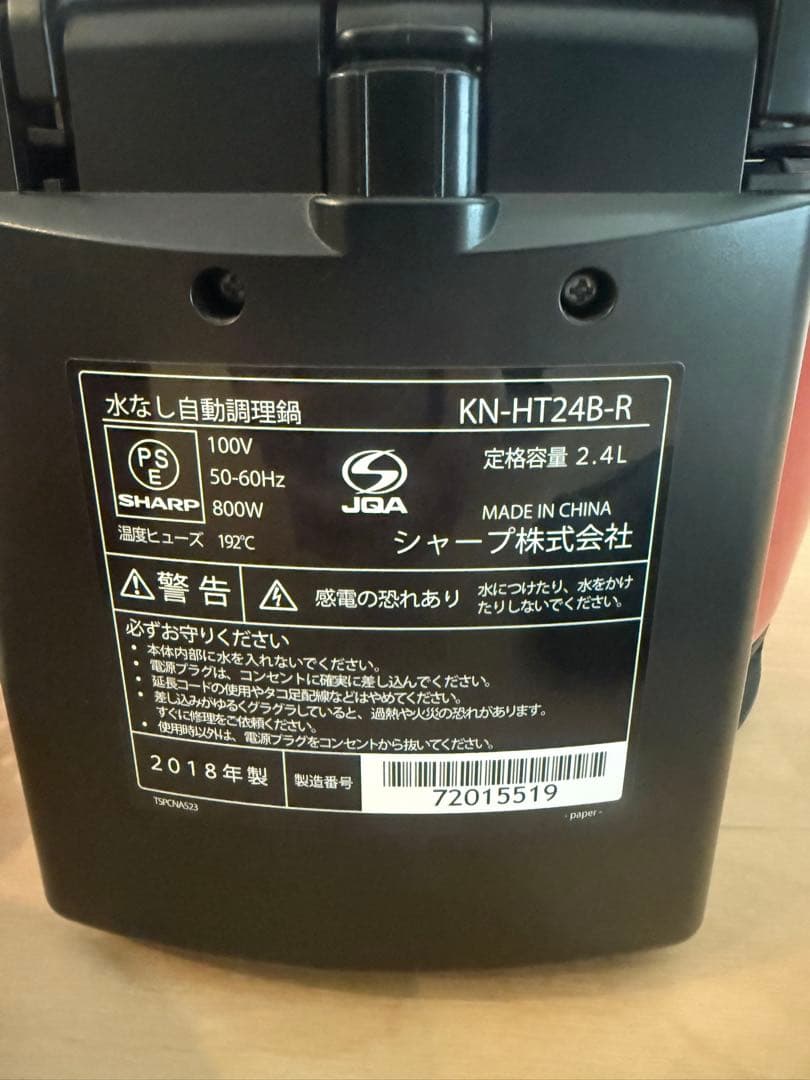 水なし自動調理鍋 KN-HT24B-R
PS
E
SHARP
100V
50-60Hz
800W
温度ヒューズ 192℃
JQA
定格容量 2.4L
MADE IN CHINA
シャープ株式会社
警告
感電の恐れあり
水につけたり、水をかけ
たりしないでください。
必ずお守りください
• 本体内部に水を入れないでください。
• 電源プラグは、コンセントに確実に差し込んでください。
• 延長コードの使用やタコ足配線などはやめてください。
• 差し込みがゆるくグラグラしていると、過熱や火災の恐れがあります。
すぐに修理をご依頼ください。
• 使用時以外は、電源プラグをコンセントから抜いてください。
2018年製
製造番号
72015519
TSPCNA523
- paper -